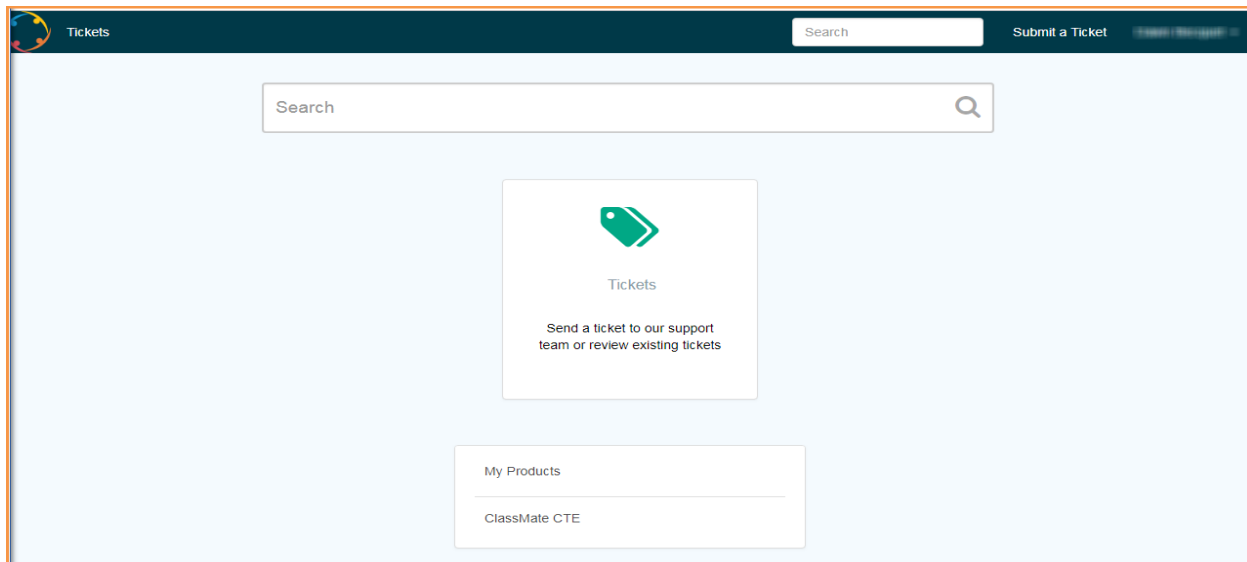 Tickets
Search
Submit a Ticket
Search
Tickets
Send a ticket to our support
team or review existing tickets
My Products
ClassMate CTE